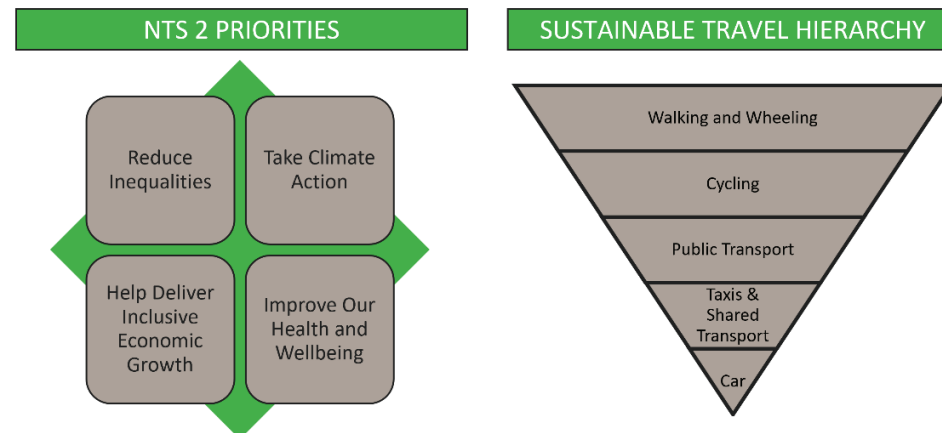 NTS 2 PRIORITIES
Reduce
Inequalities
Take Climate
Action
Help Deliver
Inclusive
Economic
Growth
Improve Our
Health and
Wellbeing
SUSTAINABLE TRAVEL HIERARCHY
Walking and Wheeling
Cycling
Public Transport
Taxis &
Shared
Transport
Car